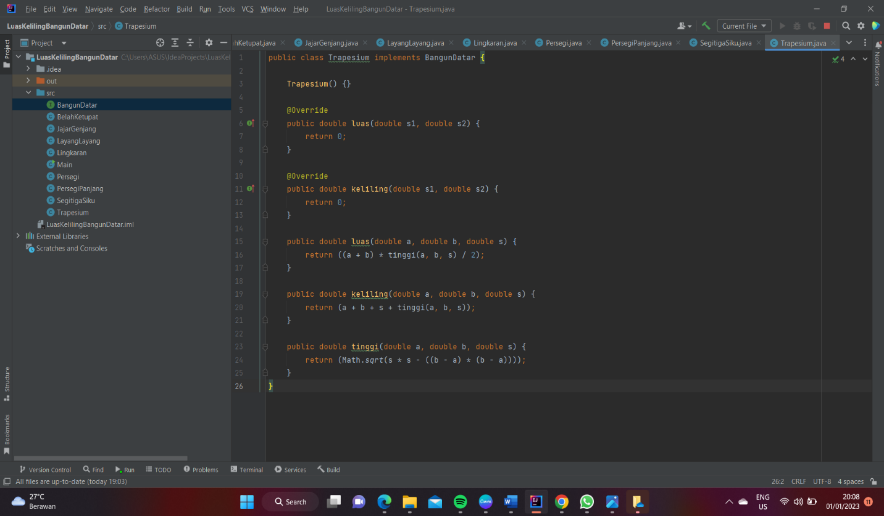 File Edit View Navigate Code Refactor Build Run Tools VCS Window Help LuasKelilingBangunDatar - Trapesium.java
LuasKelilingBangunDatar src Trapesium
Current File
Project
JajarGenjang.java LayangLayang.java Lingkaran.java Persegi.java PersegiPanjang.java SegitigaSiku.java Trapesium.java
LuasKelilingBangunDatar
.idea
out
src
BangunDatar
BelahKetupat
JajarGenjang
LayangLayang
Lingkaran
Main
Persegi
PersegiPanjang
SegitigaSiku
Trapesium
LuasKelilingBangunDatar.iml
External Libraries
Scratches and Consoles
Project
Structure
Bookmarks
Notifications
4
1 public class Trapesium implements BangunDatar {
2
3 Trapesium() {}
4
5 @Override
6 public double luas(double s1, double s2) {
7 return 0;
8 }
9
10 @Override
11 public double keliling(double s1, double s2) {
12 return 0;
13 }
14
15 public double luas(double a, double b, double s) {
16 return ((a + b) * tinggi(a, b, s) / 2);
17 }
18
19 public double keliling(double a, double b, double s) {
20 return (a + b + s + tinggi(a, b, s));
21 }
22
23 public double tinggi(double a, double b, double s) {
24 return (Math.sqrt(s * s - ((b - a) * (b - a))));
25 }
26 }
Version Control Find Run TODO Problems Terminal Services Build
All files are up-to-date (today 19:03)
26:2 CRLF UTF-8 4 spaces
27°C
Berawan
Search
ENG
US
20:08
01/01/2023